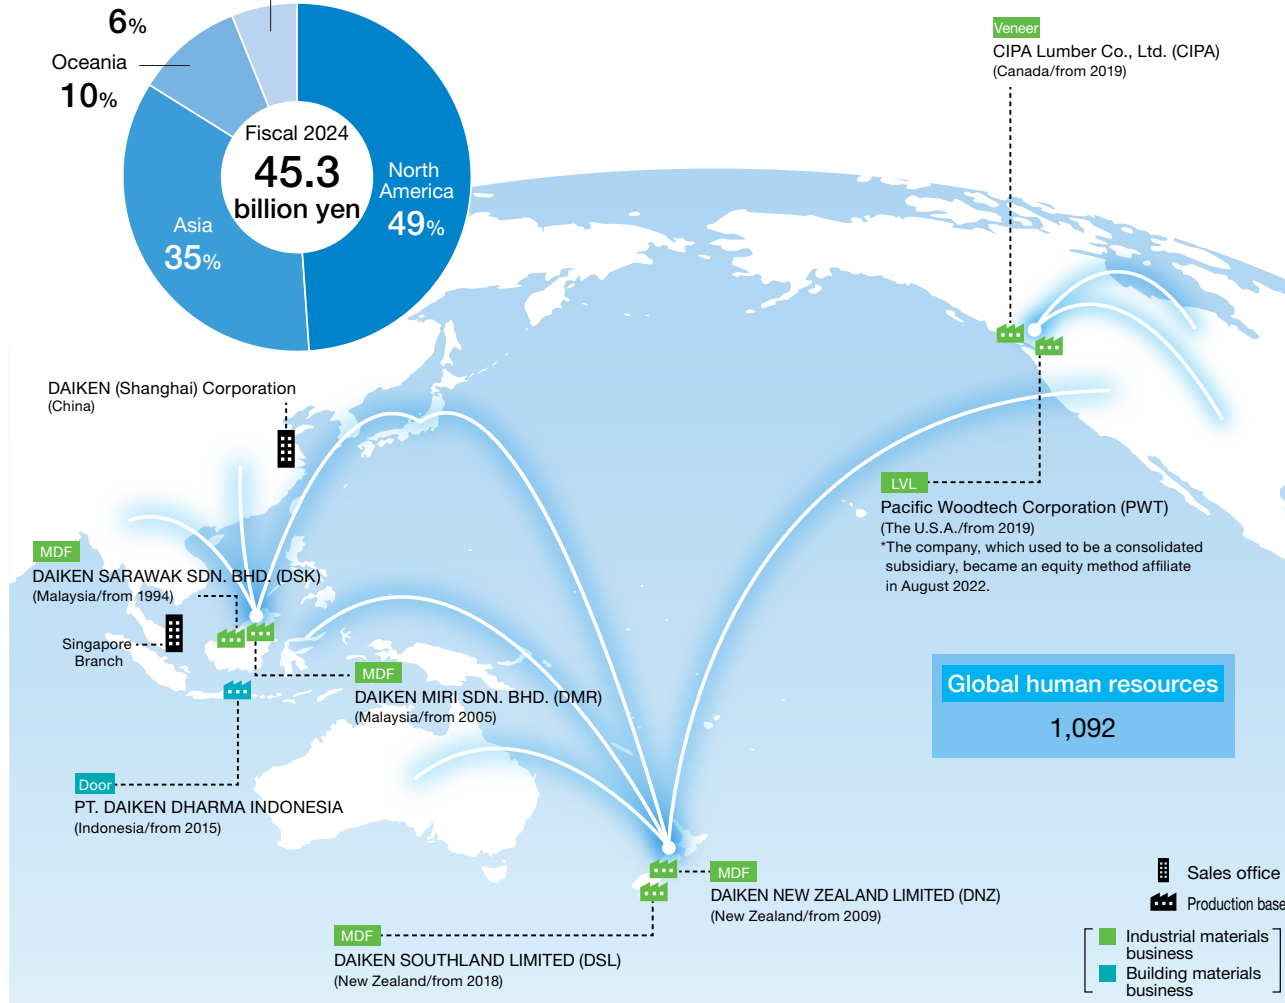 6%
Oceania
10%
Fiscal 2024
45.3
billion yen
North
America
49%
Asia
35%
Veneer
CIPA Lumber Co., Ltd. (CIPA)
(Canada/from 2019)
DAIKEN (Shanghai) Corporation
(China)
LVL
Pacific Woodtech Corporation (PWT)
(The U.S.A./from 2019)
*The company, which used to be a consolidated
subsidiary, became an equity method affiliate
in August 2022.
MDF
DAIKEN SARAWAK SDN. BHD. (DSK)
(Malaysia/from 1994)
Singapore
Branch
MDF
DAIKEN MIRI SDN. BHD. (DMR)
(Malaysia/from 2005)
Global human resources
1,092
Door
PT. DAIKEN DHARMA INDONESIA
(Indonesia/from 2015)
MDF
DAIKEN NEW ZEALAND LIMITED (DNZ)
(New Zealand/from 2009)
MDF
DAIKEN SOUTHLAND LIMITED (DSL)
(New Zealand/from 2018)
Sales office
Production base
Industrial materials
business
Building materials
business